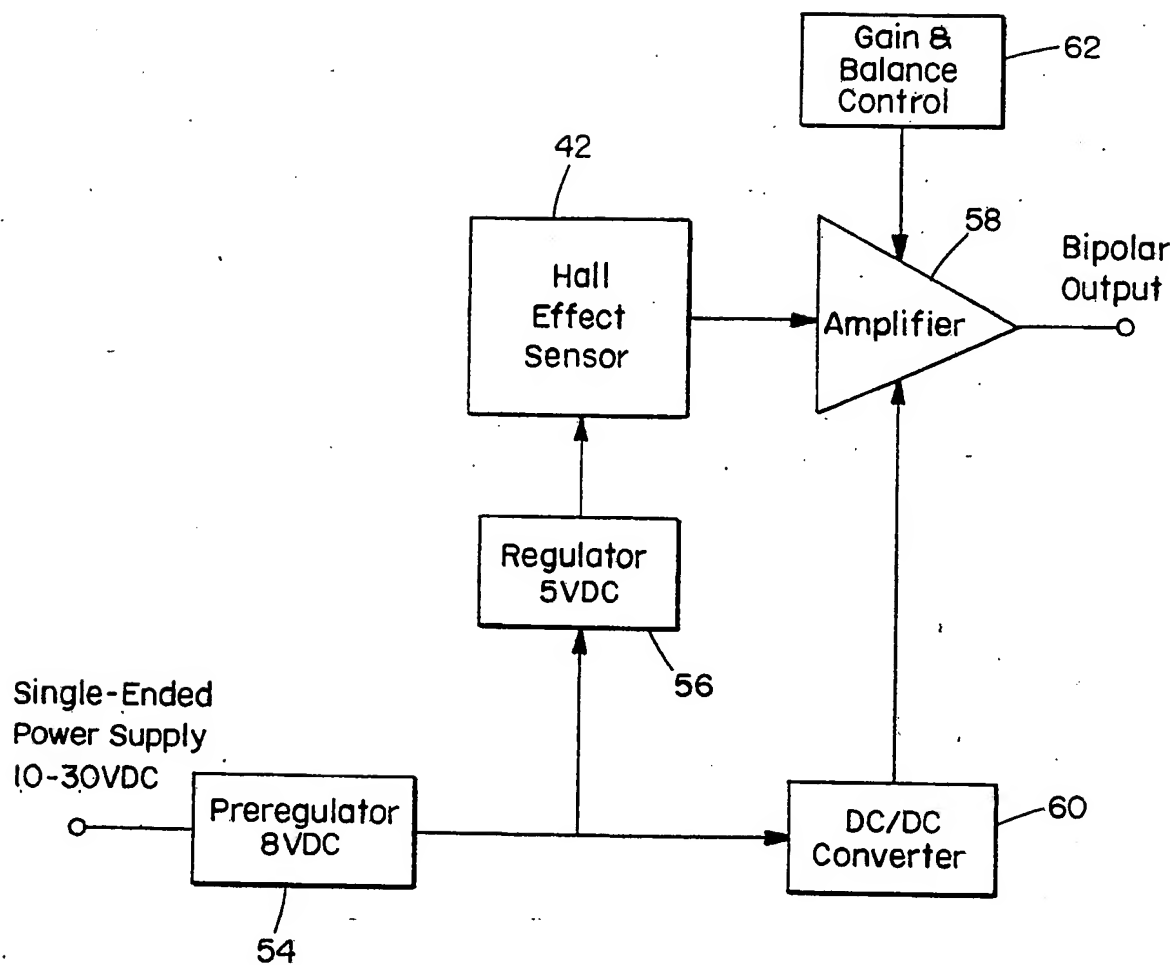 Gain &
Balance
Control
62
42
Hall
Effect
Sensor
58
Amplifier
Bipolar
Output
Regulator
5VDC
56
Single-Ended
Power Supply
10-30VDC
Preregulator
8VDC
54
DC/DC
Converter
60